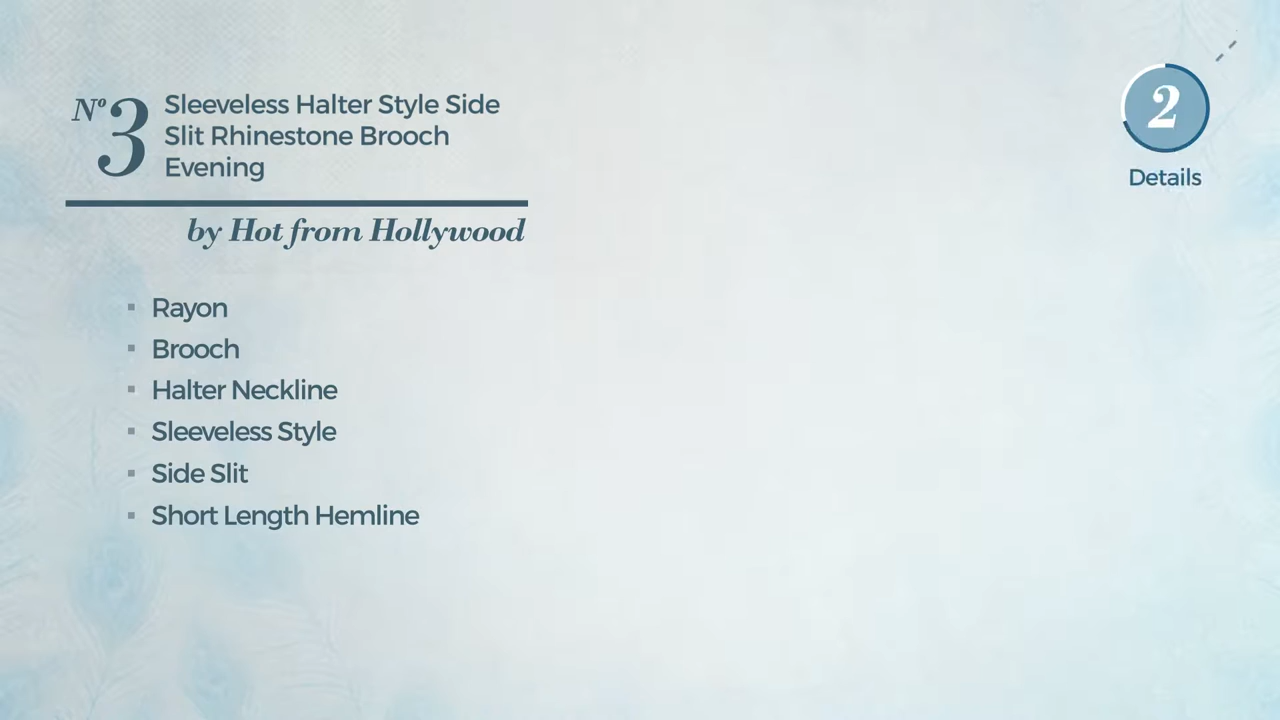 Nº3
Sleeveless Halter Style Side
Slit Rhinestone Brooch
Evening
by Hot from Hollywood
2
Details
Rayon
Brooch
Halter Neckline
Sleeveless Style
Side Slit
Short Length Hemline